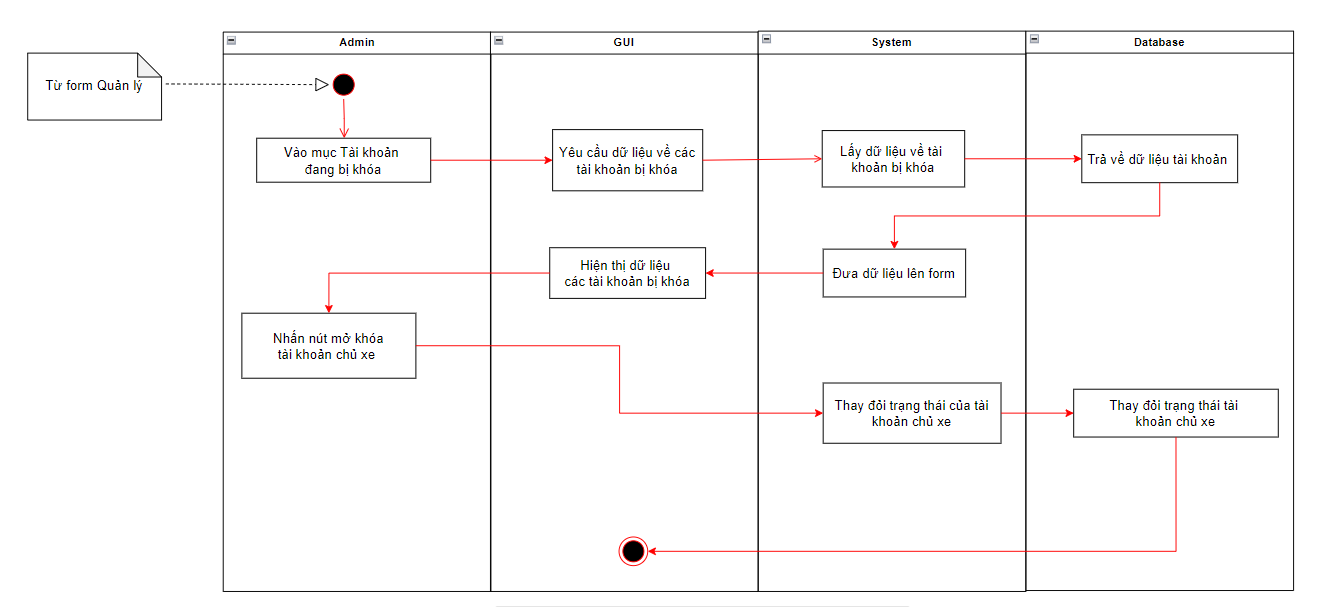 Admin
GUI
System
Database
Từ form Quản lý
Vào mục Tài khoản
đang bị khóa
Yêu cầu dữ liệu về các
tài khoản bị khóa
Lấy dữ liệu về tài
khoản bị khóa
Trả về dữ liệu tài khoản
Hiện thị dữ liệu
các tài khoản bị khóa
Đưa dữ liệu lên form
Nhấn nút mở khóa
tài khoản chủ xe
Thay đổi trạng thái của tài
khoản chủ xe
Thay đổi trạng thái tài
khoản chủ xe